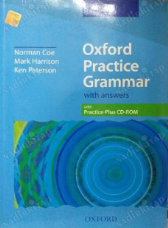 Norman Coe
Mark Harrison
Ken Paterson
Oxford
Practice
Grammar
with answers
with
Practice-Plus CD-ROM
OXFORD